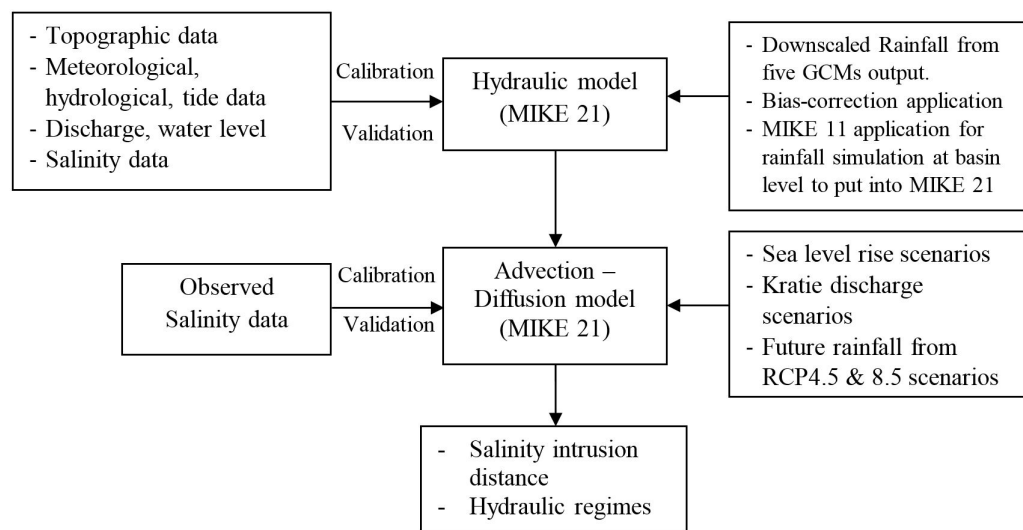 - Topographic data
- Meteorological,
hydrological, tide data
- Discharge, water level
- Salinity data
Calibration
Validation
Hydraulic model
(MIKE 21)
- Downscaled Rainfall from
five GCMs output.
- Bias-correction application
- MIKE 11 application for
rainfall simulation at basin
level to put into MIKE 21
Observed
Salinity data
Calibration
Validation
Advection –
Diffusion model
(MIKE 21)
- Sea level rise scenarios
- Kratie discharge
scenarios
- Future rainfall from
RCP4.5 & 8.5 scenarios
- Salinity intrusion
distance
- Hydraulic regimes